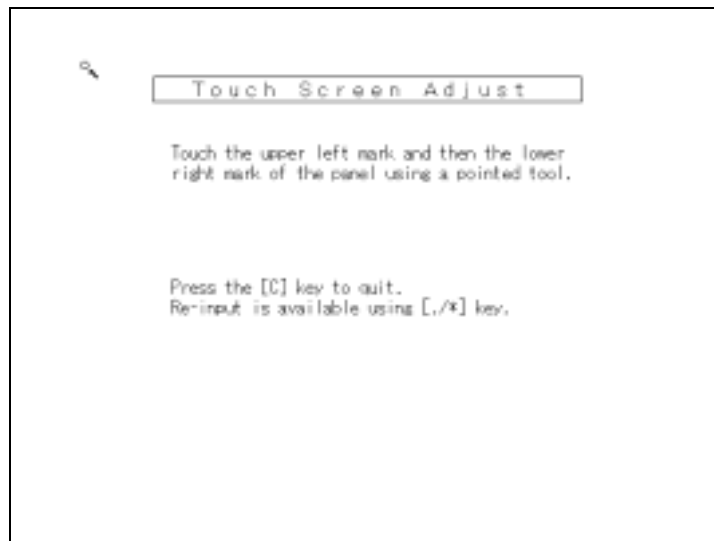 Touch Screen Adjust
Touch the upper left mark and then the lower
right mark of the panel using a pointed tool.
Press the [C] key to quit.
Re-input is available using [./*] key.